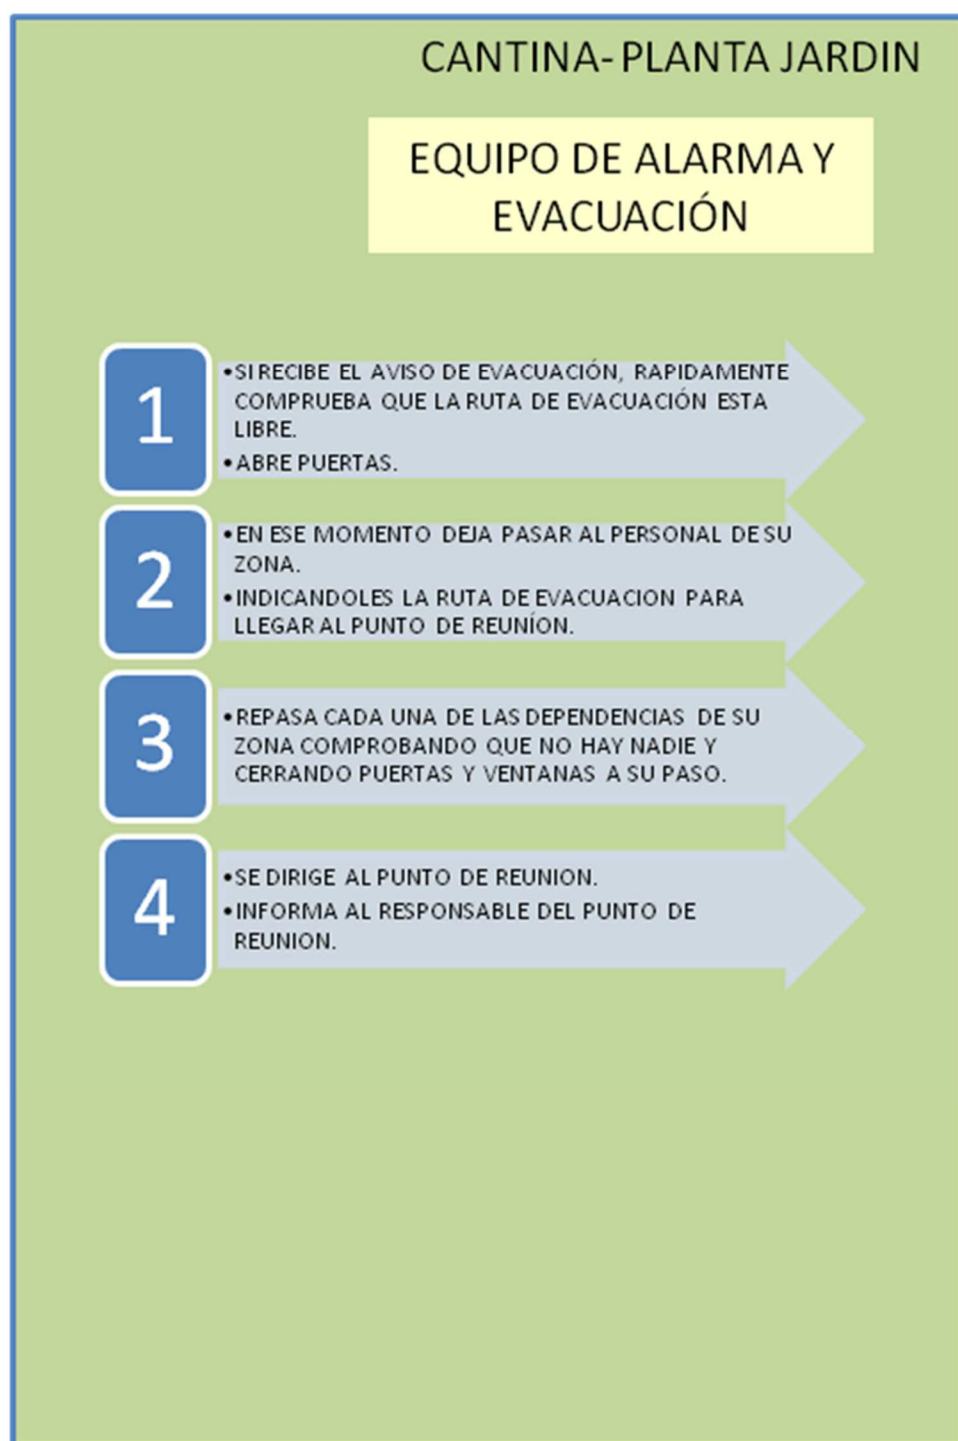 CANTINA- PLANTA JARDIN
EQUIPO DE ALARMA Y
EVACUACIÓN
1
•SI RECIBE EL AVISO DE EVACUACIÓN, RAPIDAMENTE
COMPRUEBA QUE LA RUTA DE EVACUACIÓN ESTA
LIBRE.
•ABRE PUERTAS.
2
•EN ESE MOMENTO DEJA PASAR AL PERSONAL DE SU
ZONA.
•INDICANDOLES LA RUTA DE EVACUACION PARA
LLEGAR AL PUNTO DE REUNÍON.
3
•REPASA CADA UNA DE LAS DEPENDENCIAS DE SU
ZONA COMPROBANDO QUE NO HAY NADIE Y
CERRANDO PUERTAS Y VENTANAS A SU PASO.
4
•SE DIRIGE AL PUNTO DE REUNION.
•INFORMA AL RESPONSABLE DEL PUNTO DE
REUNION.